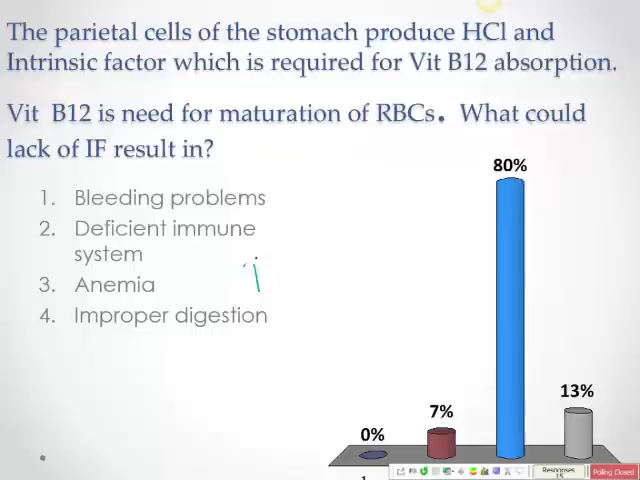 The parietal cells of the stomach produce HCl and
Intrinsic factor which is required for Vit B12 absorption.
Vit B12 is need for maturation of RBCs. What could
lack of IF result in?
1. Bleeding problems
2. Deficient immune
system
3. Anemia
4. Improper digestion
80%
13%
7%
0%
Responses
15
Polling Closed